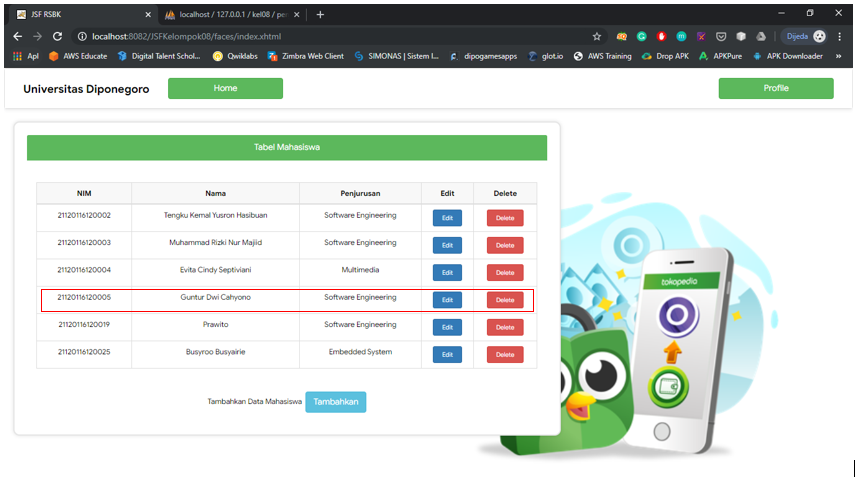 JSF RSBK
localhost / 127.0.0.1 / kel08 / per
localhost:8082/JSFKelompok08/faces/index.xhtml
Dijeda
Apl AWS Educate Digital Talent Schol... Qwiklabs Zimbra Web Client SIMONAS | Sistem I... dipogamesapps glot.io AWS Training Drop APK APKPure APK Downloader
Universitas Diponegoro Home Profile
Tabel Mahasiswa
NIM Nama Penjurusan Edit Delete
21120116120002 Tengku Kemal Yusron Hasibuan Software Engineering Edit Delete
21120116120003 Muhammad Rizki Nur Majiid Software Engineering Edit Delete
21120116120004 Evita Cindy Septiviani Multimedia Edit Delete
21120116120005 Guntur Dwi Cahyono Software Engineering Edit Delete
21120116120019 Prawito Software Engineering Edit Delete
21120116120025 Busyroo Busyairie Embedded System Edit Delete
Tambahkan Data Mahasiswa Tambahkan
tokopedia